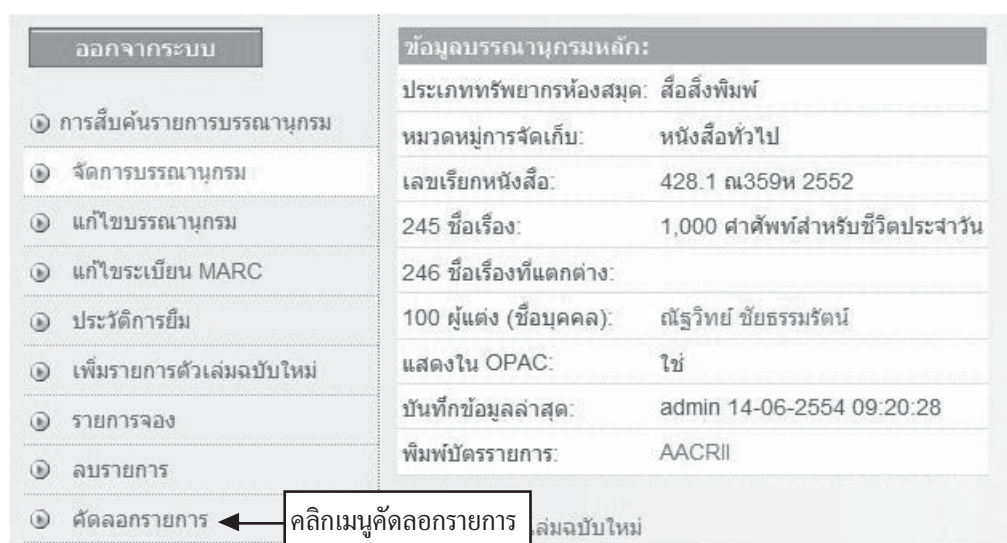 ออกจากระบบ
การสืบค้นรายการบรรณานุกรม
จัดการบรรณานุกรม
แก้ไขบรรณานุกรม
แก้ไขระเบียน MARC
ประวัติการยืม
เพิ่มรายการตัวเล่มฉบับใหม่
รายการจอง
ลบรายการ
คัดลอกรายการ
คลิกเมนูคัดลอกรายการ
ข้อมูลบรรณานุกรมหลัก:
ประเภททรัพยากรห้องสมุด: สื่อสิ่งพิมพ์
หมวดหมู่การจัดเก็บ: หนังสือทั่วไป
เลขเรียกหนังสือ: 428.1 ณ359ห 2552
245 ชื่อเรื่อง: 1,000 ศาศัพท์สำหรับชีวิตประจำวัน
246 ชื่อเรื่องที่แตกต่าง:
100 ผู้แต่ง (ชื่อบุคคล): ณัฐวิทย์ ชัยธรรมรัตน์
แสดงใน OPAC: ใช่
บันทึกข้อมูลล่าสุด: admin 14-06-2554 09:20:28
พิมพ์บัตรรายการ: AACRII
เล่มฉบับใหม่